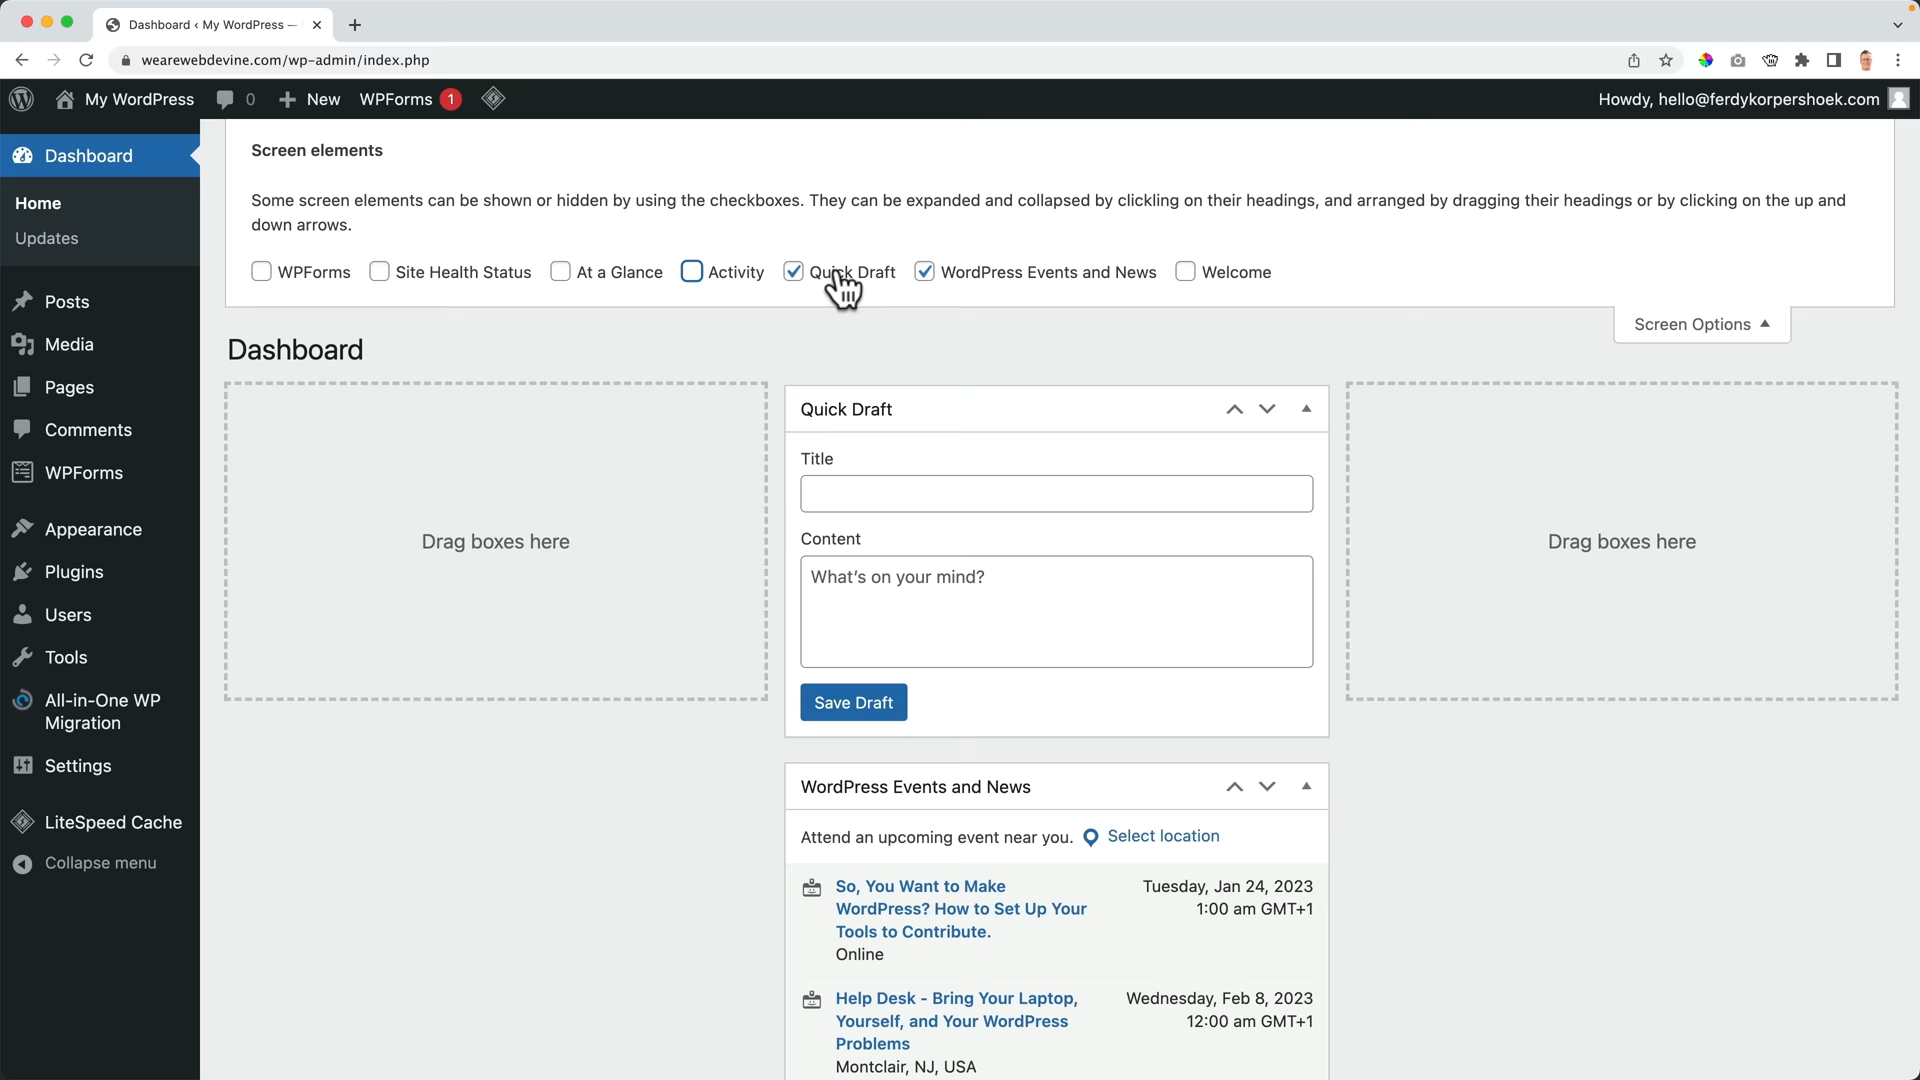 Dashboard ‹ My WordPress —
wearewebdevine.com/wp-admin/index.php
My WordPress 0 New WPForms 1 Howdy, hello@ferdykorpershoek.com
Dashboard
Home
Updates
Posts
Media
Pages
Comments
WPForms
Appearance
Plugins
Users
Tools
All-in-One WP
Migration
Settings
LiteSpeed Cache
Collapse menu
Screen elements
Some screen elements can be shown or hidden by using the checkboxes. They can be expanded and collapsed by clickling on their headings, and arranged by dragging their headings or by clicking on the up and
down arrows.
WPForms Site Health Status At a Glance Activity Quick Draft WordPress Events and News Welcome
Screen Options
Dashboard
Drag boxes here
Quick Draft
Title
Content
What's on your mind?
Save Draft
WordPress Events and News
Attend an upcoming event near you. Select location
So, You Want to Make
WordPress? How to Set Up Your
Tools to Contribute.
Online
Tuesday, Jan 24, 2023
1:00 am GMT+1
Help Desk - Bring Your Laptop,
Yourself, and Your WordPress
Problems
Montclair, NJ, USA
Wednesday, Feb 8, 2023
12:00 am GMT+1
Drag boxes here